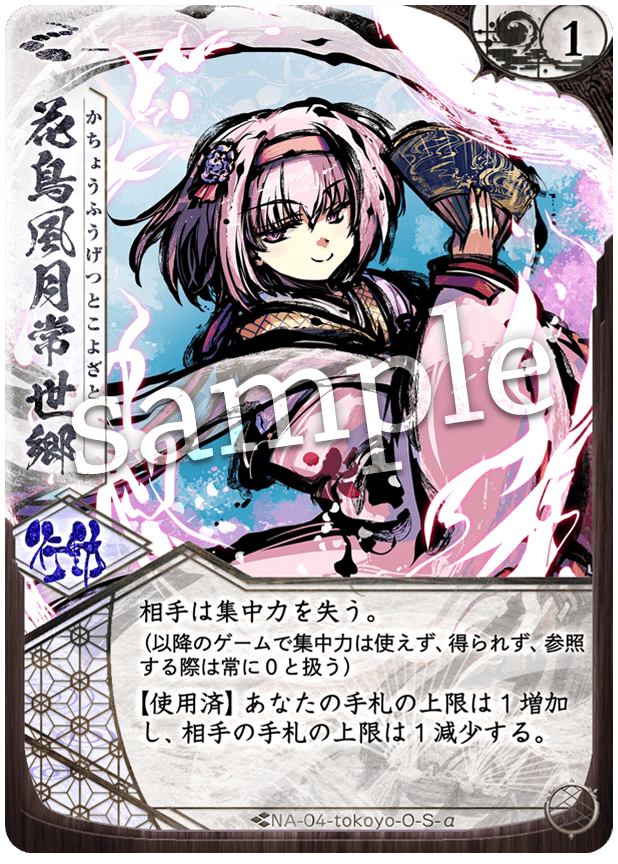 1
花鳥風月常世郷
かちょうふうげつとこよざと
sample
行動
相手は集中力を失う。
（以降のゲームで集中力は使えず、得られず、参照
する際は常に０と扱う）
【使用済】あなたの手札の上限は１増加
し、相手の手札の上限は１減少する。
NA-04-tokoyo-O-S-α